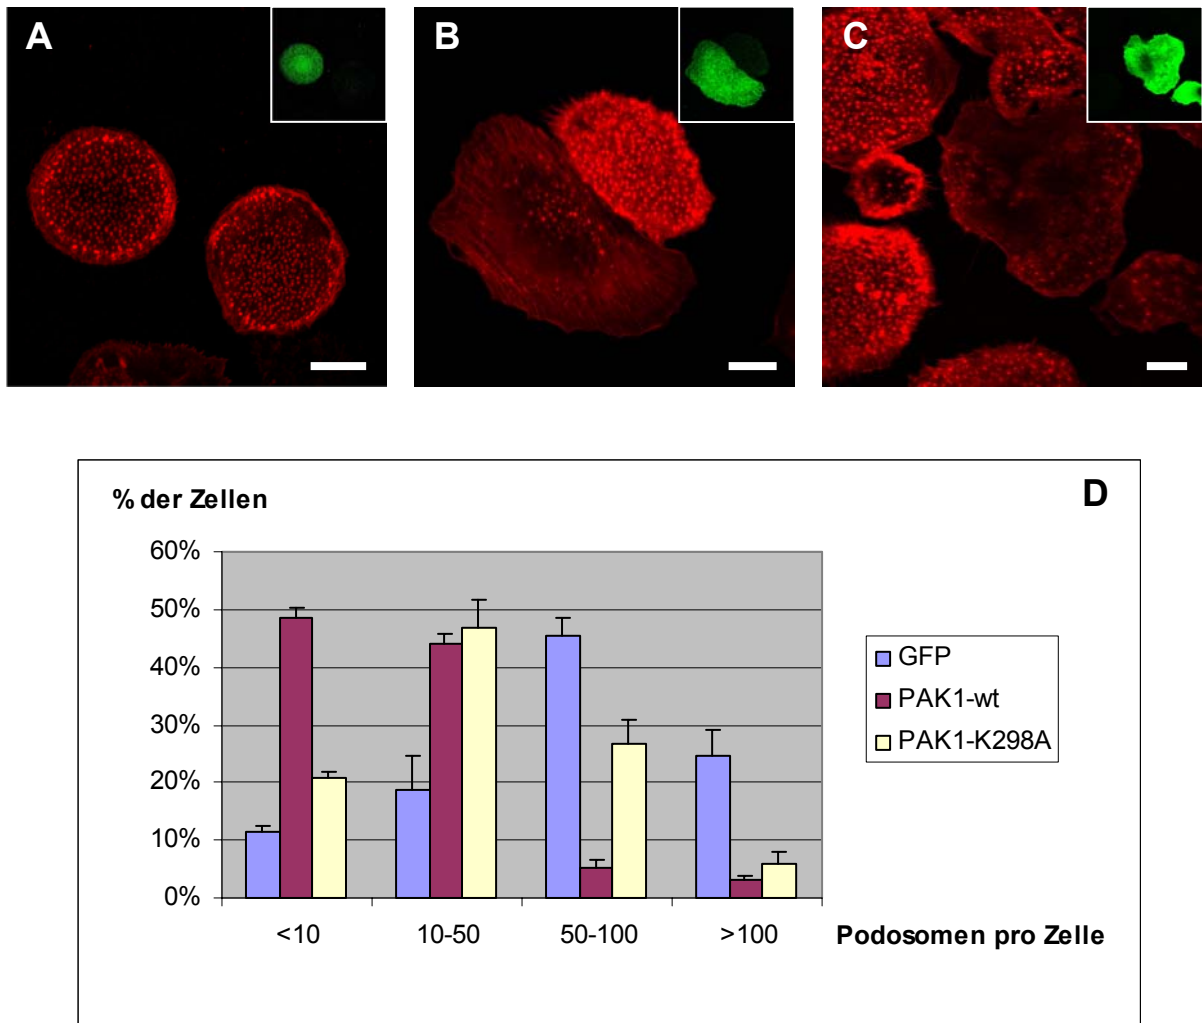 A
B
C
% der Zellen
D
60%
50%
40%
30%
20%
10%
0%
<10
10-50
50-100
>100
Podosomen pro Zelle
GFP
PAK1-wt
PAK1-K298A